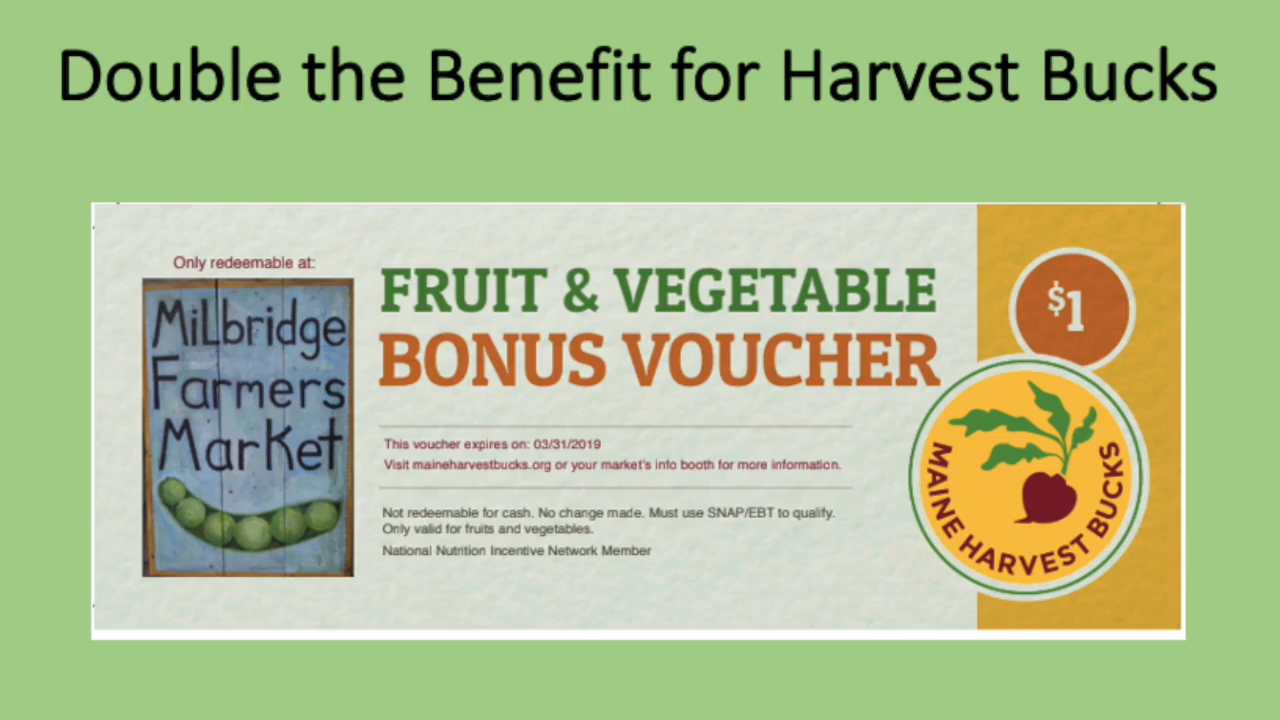 Double the Benefit for Harvest Bucks
Only redeemable at:
Millbridge
Farmers
Market
FRUIT & VEGETABLE
BONUS VOUCHER
This voucher expires on: 03/31/2019
Visit maineharvestbucks.org or your market's info booth for more information.
Not redeemable for cash. No change made. Must use SNAP/EBT to qualify.
Only valid for fruits and vegetables.
National Nutrition Incentive Network Member
$1
MAINE HARVEST BUCKS